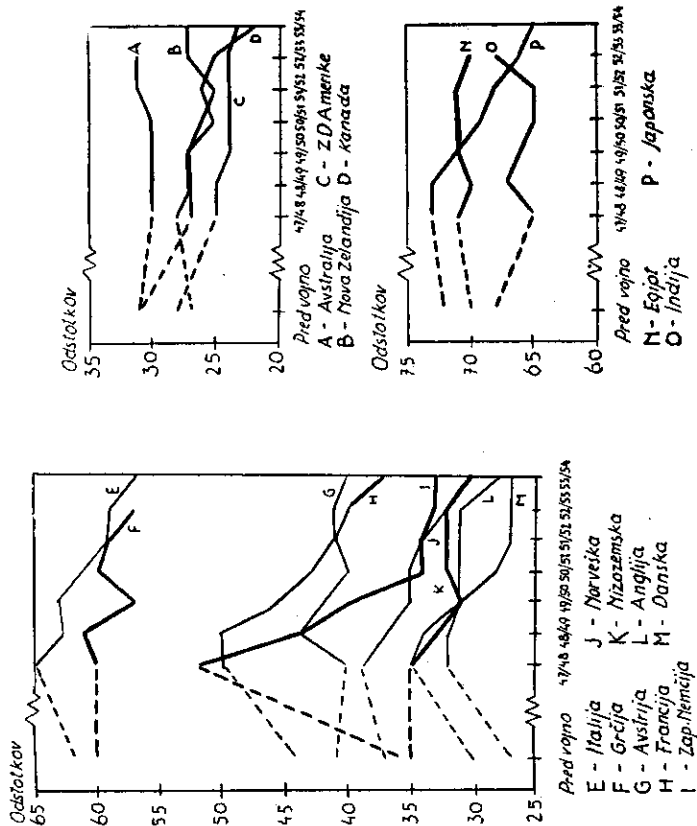 Odstotkov
65
60
55
50
45
40
35
30
25
E
F
G
H
I
J
K
L
M
Pred vojno 47/48 48/49 49/50 50/51 51/52 52/53 53/54
E - Italija J - Norveška
F - Grčija K - Nizozemska
G - Avstrija L - Anglija
H - Francija M - Danska
I - Zap. Nemčija
Odstotkov
35
30
25
20
A
B
C
D
Pred vojno 47/48 48/49 49/50 50/51 51/52 52/53 53/54
A - Avstralija C - ZDAmerike
B - Nova Zelandija D - Kanada
Odstotkov
75
70
65
60
N
O
P
Pred vojno 47/48 48/49 49/50 50/51 51/52 52/53 53/54
N - Egipt P - Japonska
O - Indija